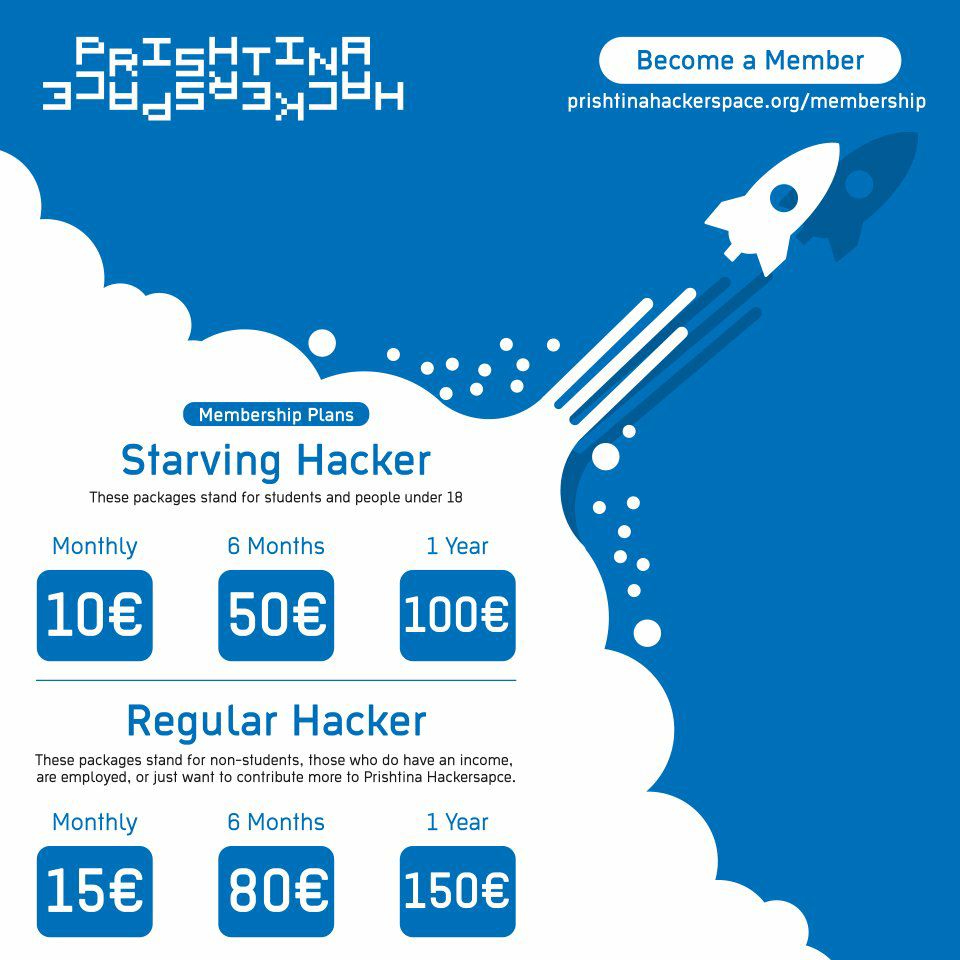 PRISHTINA
HACKERSPACE
Become a Member
prishtinahackerspace.org/membership
Membership Plans
Starving Hacker
These packages stand for students and people under 18
Monthly
6 Months
1 Year
10€
50€
100€
Regular Hacker
These packages stand for non-students, those who do have an income,
are employed, or just want to contribute more to Prishtina Hackersapce.
Monthly
6 Months
1 Year
15€
80€
150€